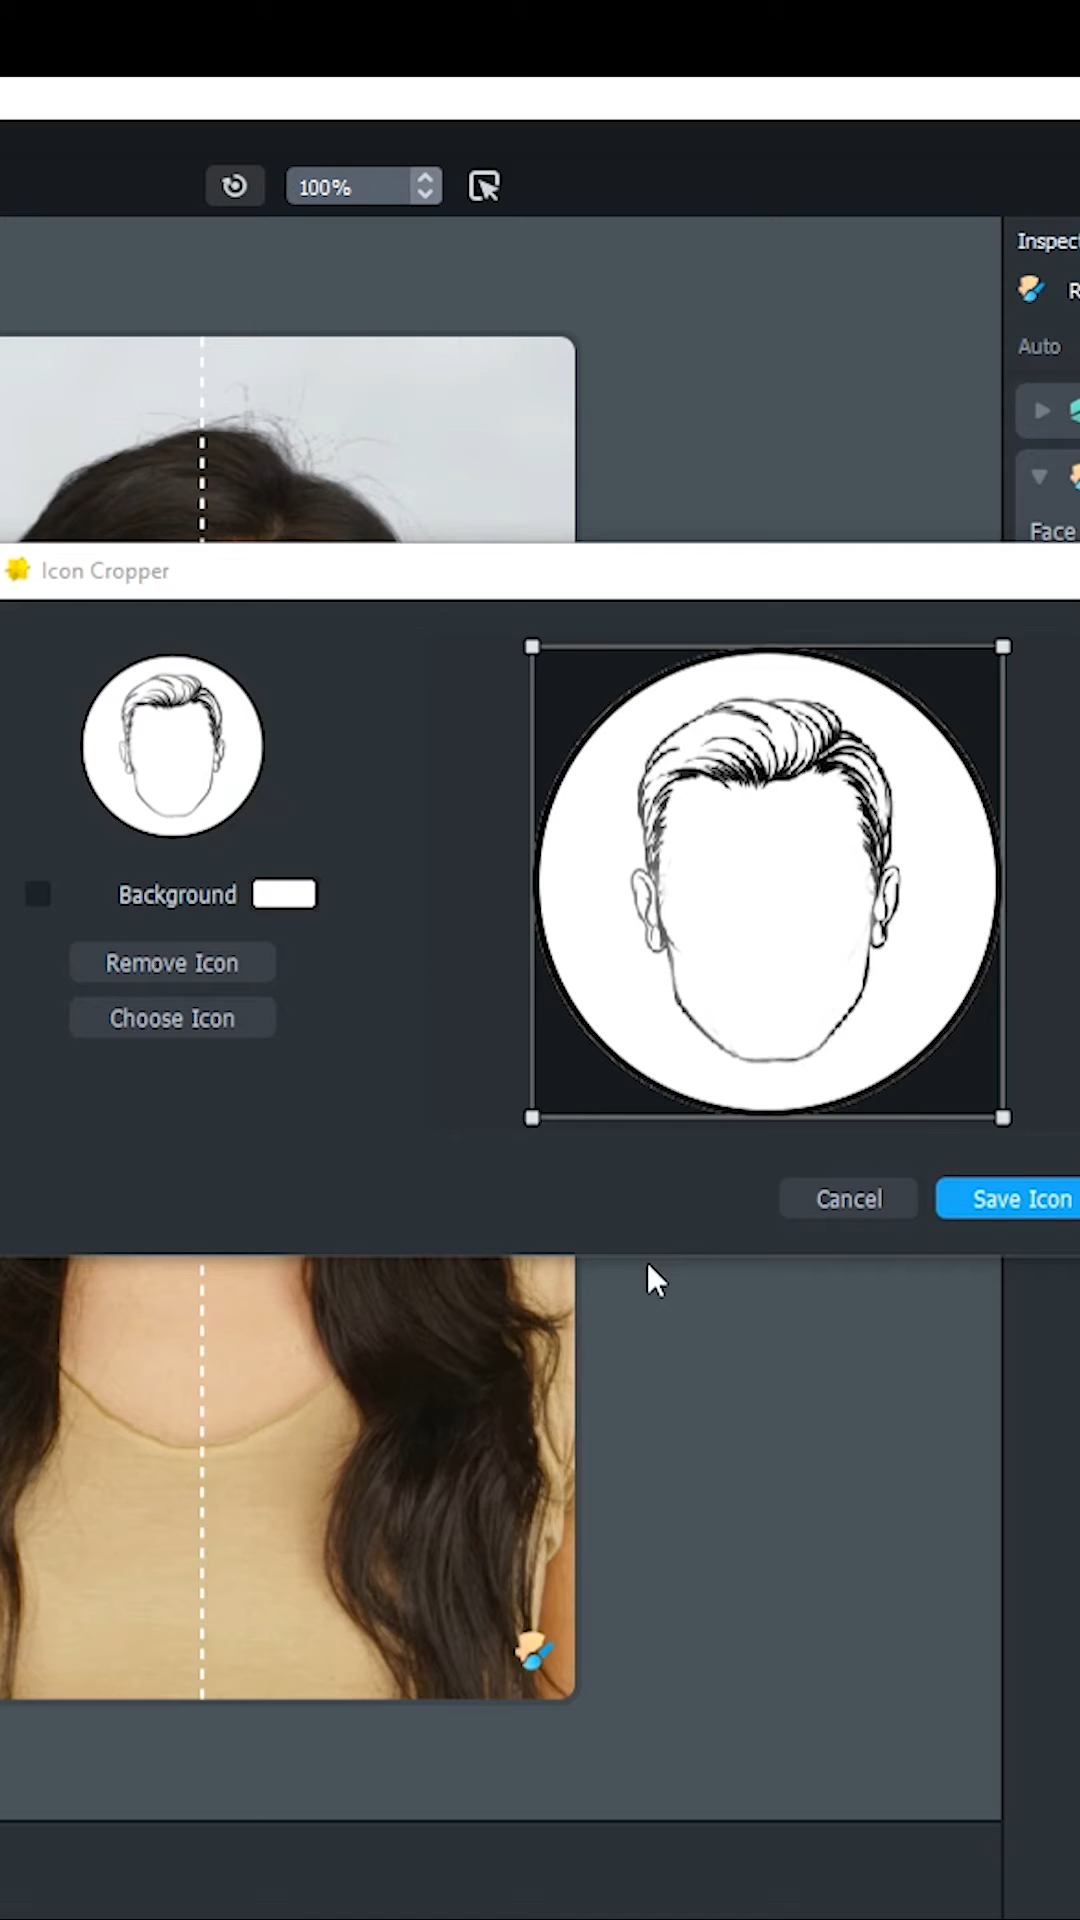 100%
Inspect
R
Auto
Face
Icon Cropper
Background
Remove Icon
Choose Icon
Cancel
Save Icon